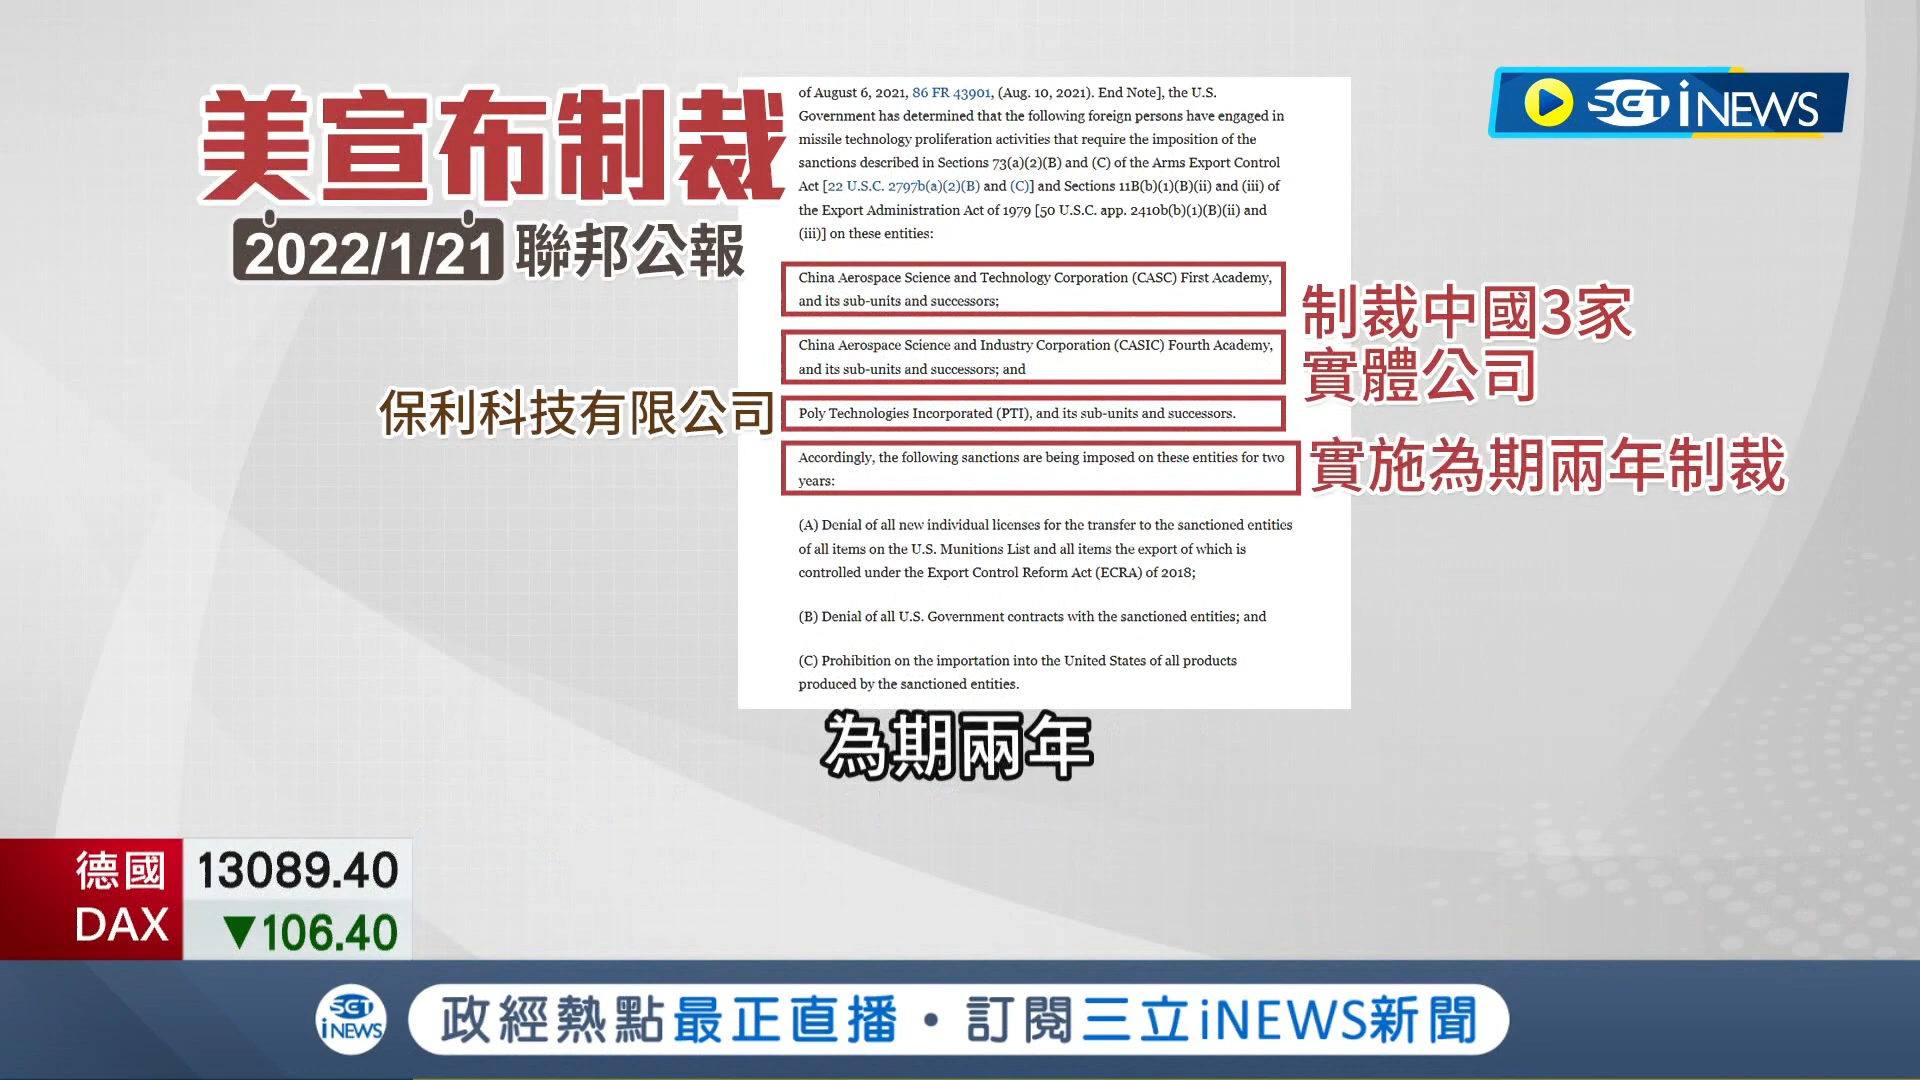 SET iNEWS
美宣布制裁
2022/1/21 聯邦公報
of August 6, 2021, 86 FR 43901, (Aug. 10, 2021). End Note], the U.S.
Government has determined that the following foreign persons have engaged in
missile technology proliferation activities that require the imposition of the
sanctions described in Sections 73(a)(2)(B) and (C) of the Arms Export Control
Act [22 U.S.C. 2797b(a)(2)(B) and (C)] and Sections 11B(b)(1)(B)(ii) and (iii) of
the Export Administration Act of 1979 [50 U.S.C. app. 2410b(b)(1)(B)(ii) and
(iii)] on these entities:
China Aerospace Science and Technology Corporation (CASC) First Academy,
and its sub-units and successors;
China Aerospace Science and Industry Corporation (CASIC) Fourth Academy,
and its sub-units and successors; and
制裁中國3家
實體公司
保利科技有限公司
Poly Technologies Incorporated (PTI), and its sub-units and successors.
Accordingly, the following sanctions are being imposed on these entities for two
years:
實施為期兩年制裁
(A) Denial of all new individual licenses for the transfer to the sanctioned entities
of all items on the U.S. Munitions List and all items the export of which is
controlled under the Export Control Reform Act (ECRA) of 2018;
(B) Denial of all U.S. Government contracts with the sanctioned entities; and
(C) Prohibition on the importation into the United States of all products
produced by the sanctioned entities.
為期兩年
德國 13089.40
DAX ▼106.40
SET iNEWS
政經熱點最正直播・訂閱三立iNEWS新聞